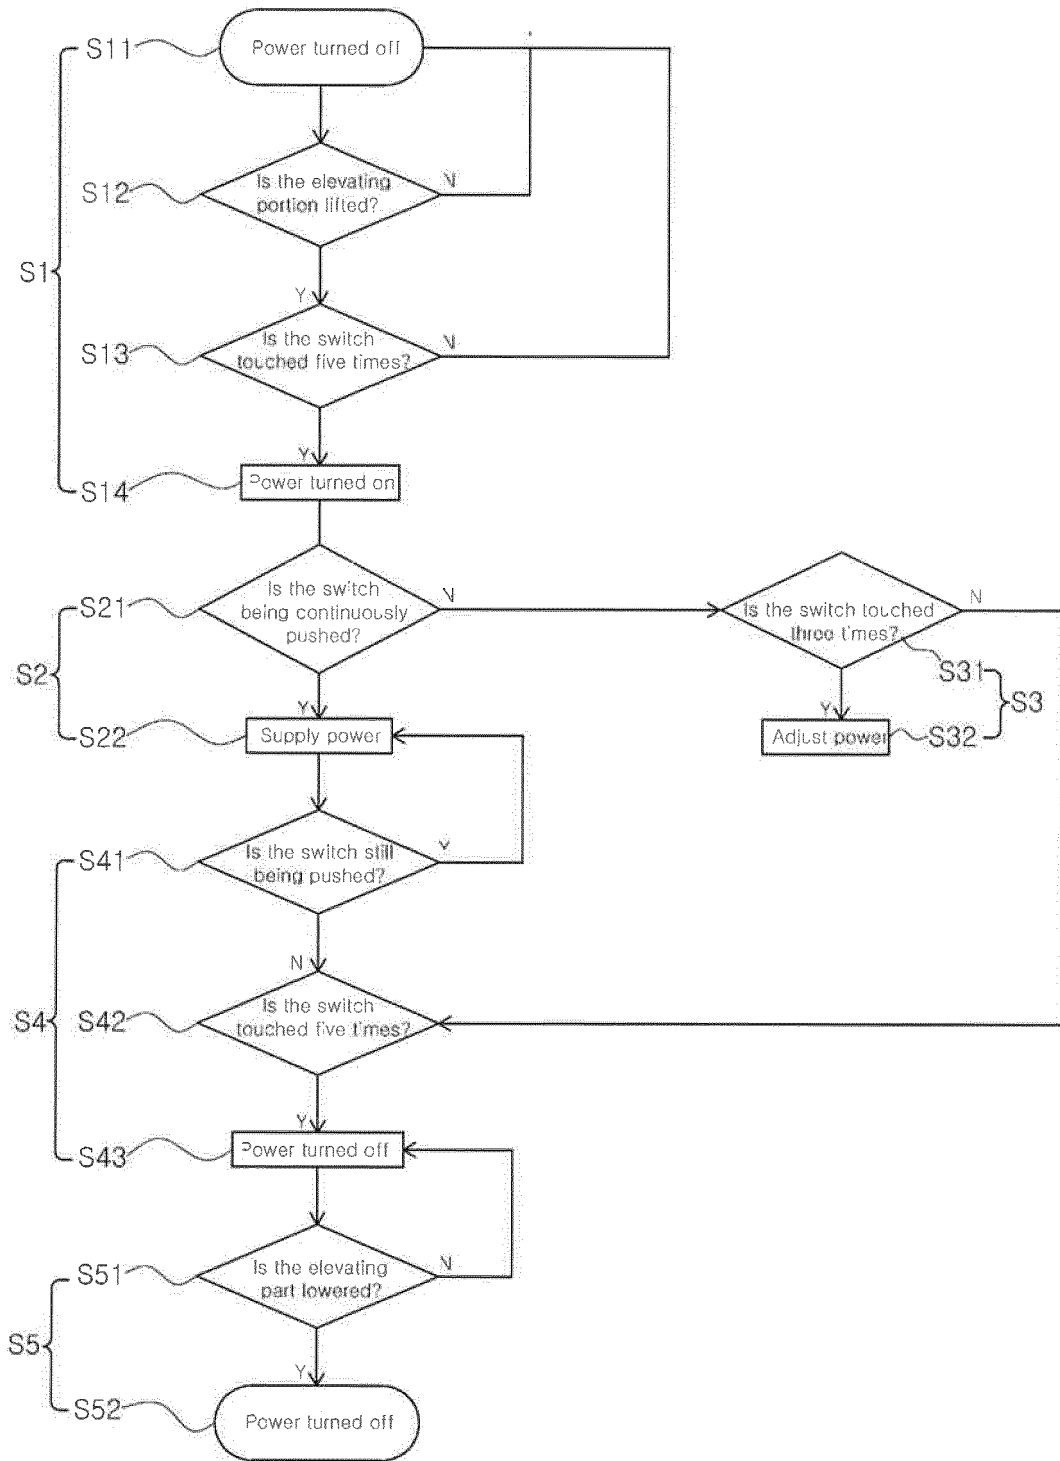 S11
Power turned off
S12
Is the elevating
portion lifted?
N
S1
Y
S13
Is the switch
touched five times?
N
Y
S14
Power turned on
S21
Is the switch
being continuously
pushed?
N
Is the switch touched
three times?
N
S2
S31
S3
Y
S22
Supply power
Y
Adjust power
S32
S41
Is the switch still
being pushed?
Y
N
S4
S42
Is the switch
touched five times?
Y
S43
Power turned off
S51
Is the elevating
part lowered?
N
S5
Y
S52
Power turned off